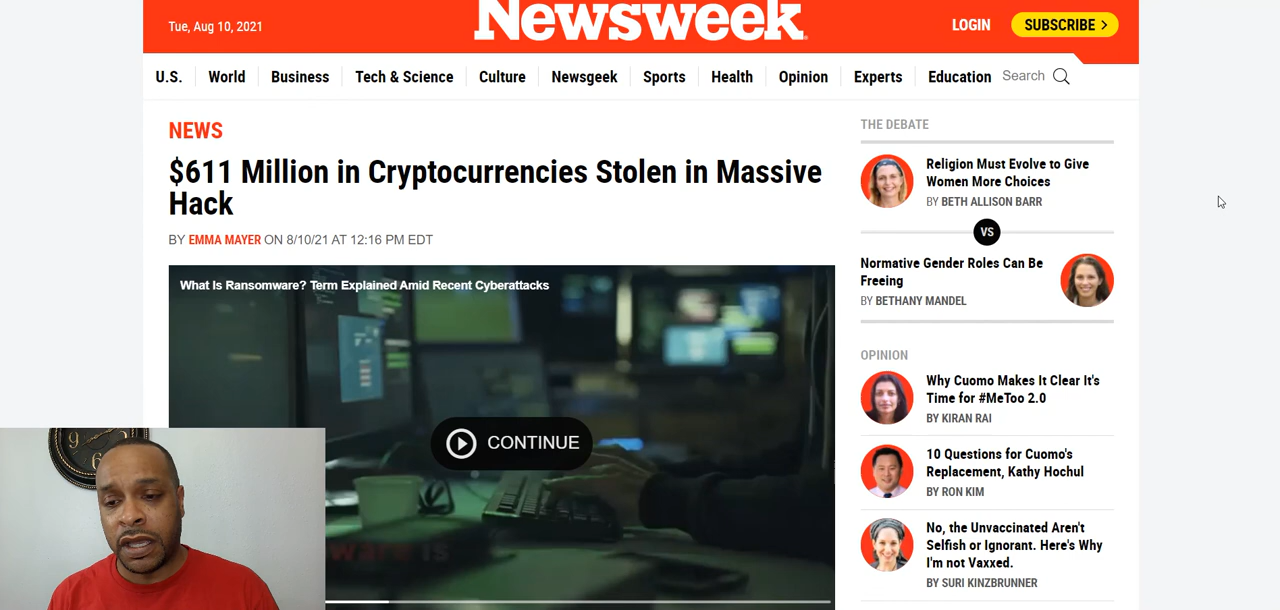 Tue, Aug 10, 2021
Newsweek
LOGIN
SUBSCRIBE >
U.S.
World
Business
Tech & Science
Culture
Newsgeek
Sports
Health
Opinion
Experts
Education
Search
NEWS
$611 Million in Cryptocurrencies Stolen in Massive
Hack
BY EMMA MAYER ON 8/10/21 AT 12:16 PM EDT
What Is Ransomware? Term Explained Amid Recent Cyberattacks
CONTINUE
THE DEBATE
Religion Must Evolve to Give
Women More Choices
BY BETH ALLISON BARR
VS
Normative Gender Roles Can Be
Freeing
BY BETHANY MANDEL
OPINION
Why Cuomo Makes It Clear It's
Time for #MeToo 2.0
BY KIRAN RAI
10 Questions for Cuomo's
Replacement, Kathy Hochul
BY RON KIM
No, the Unvaccinated Aren't
Selfish or Ignorant. Here's Why
I'm not Vaxxed.
BY SURI KINZBRUNNER